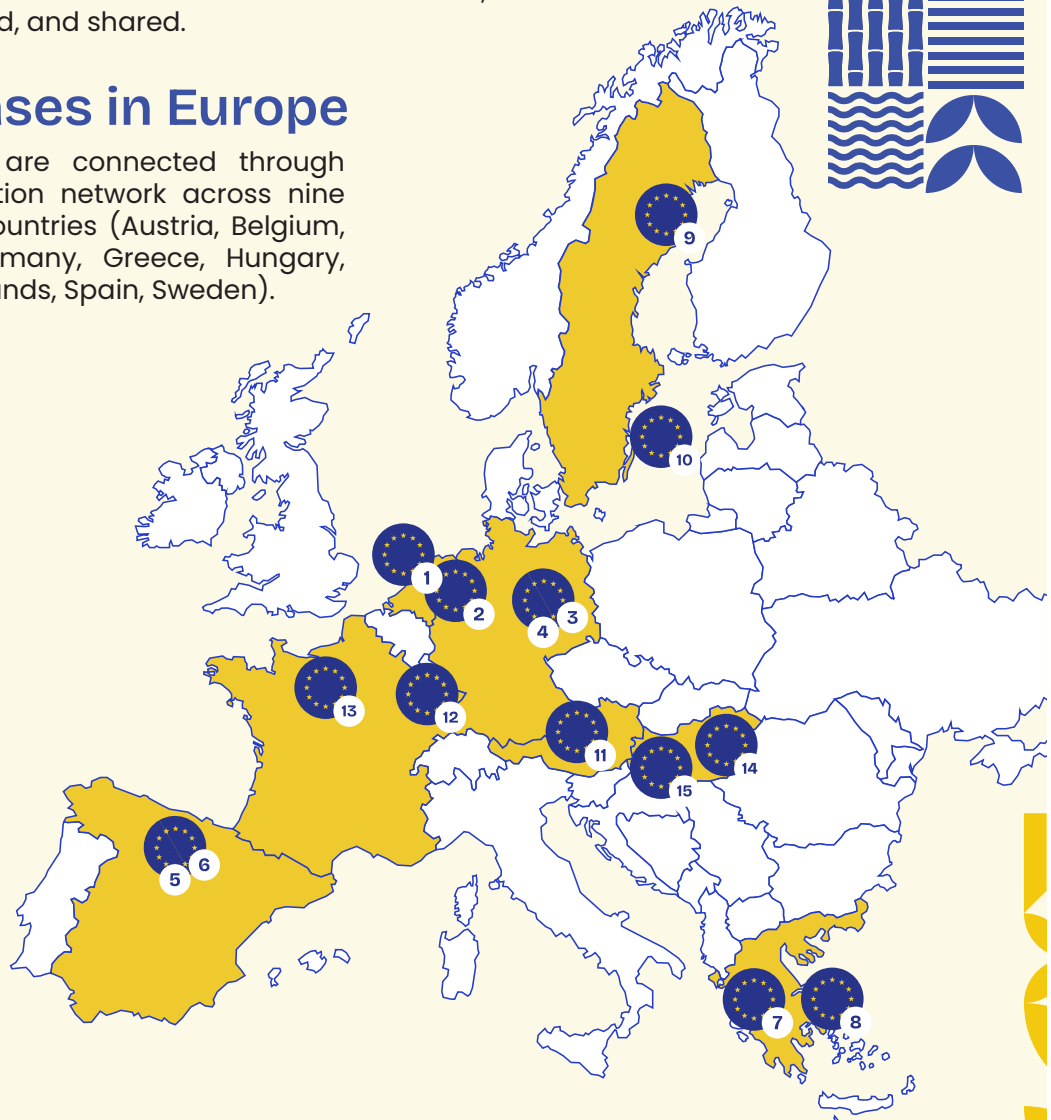 d, and shared.
ases in Europe
are connected through
tion network across nine
ountries (Austria, Belgium,
many, Greece, Hungary,
nds, Spain, Sweden).
9
10
1
2
3
4
13
12
11
14
15
6
5
7
8